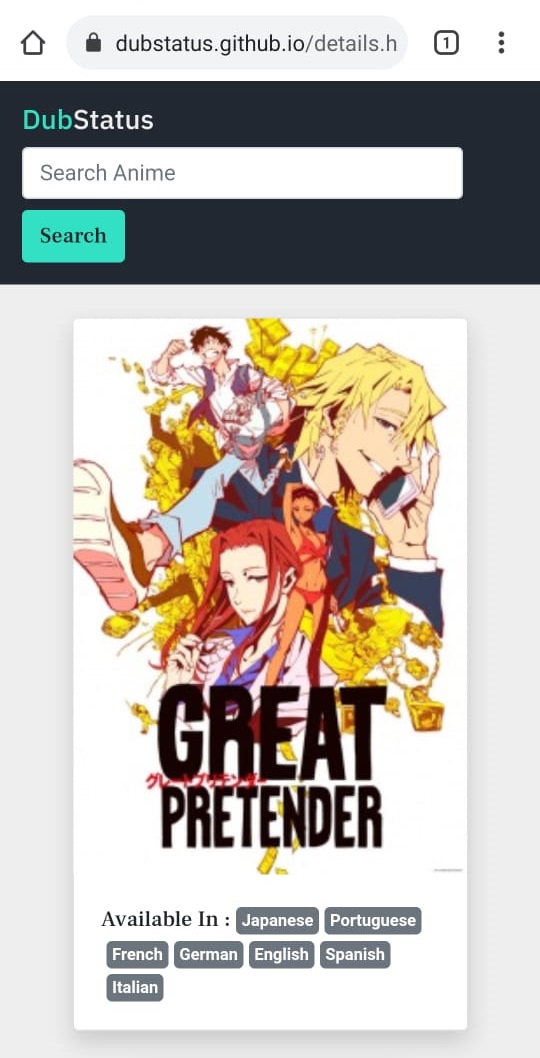 dubstatus.github.io/details.h
1
DubStatus
Search Anime
Search
GREAT
グレートプリテンダー
PRETENDER
Available In : Japanese Portuguese
French German English Spanish
Italian